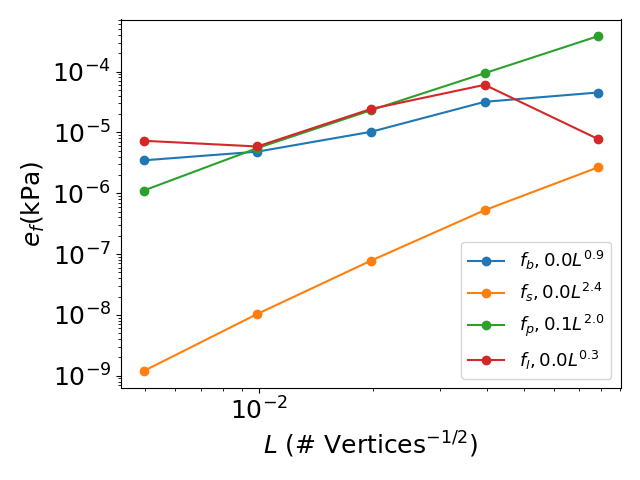 10⁻⁴
10⁻⁵
10⁻⁶
10⁻⁷
10⁻⁸
10⁻⁹
e_f(kPa)
f_b, 0.0L^0.9
f_s, 0.0L^2.4
f_p, 0.1L^2.0
f_l, 0.0L^0.3
10⁻²
L (# Vertices^−1/2)